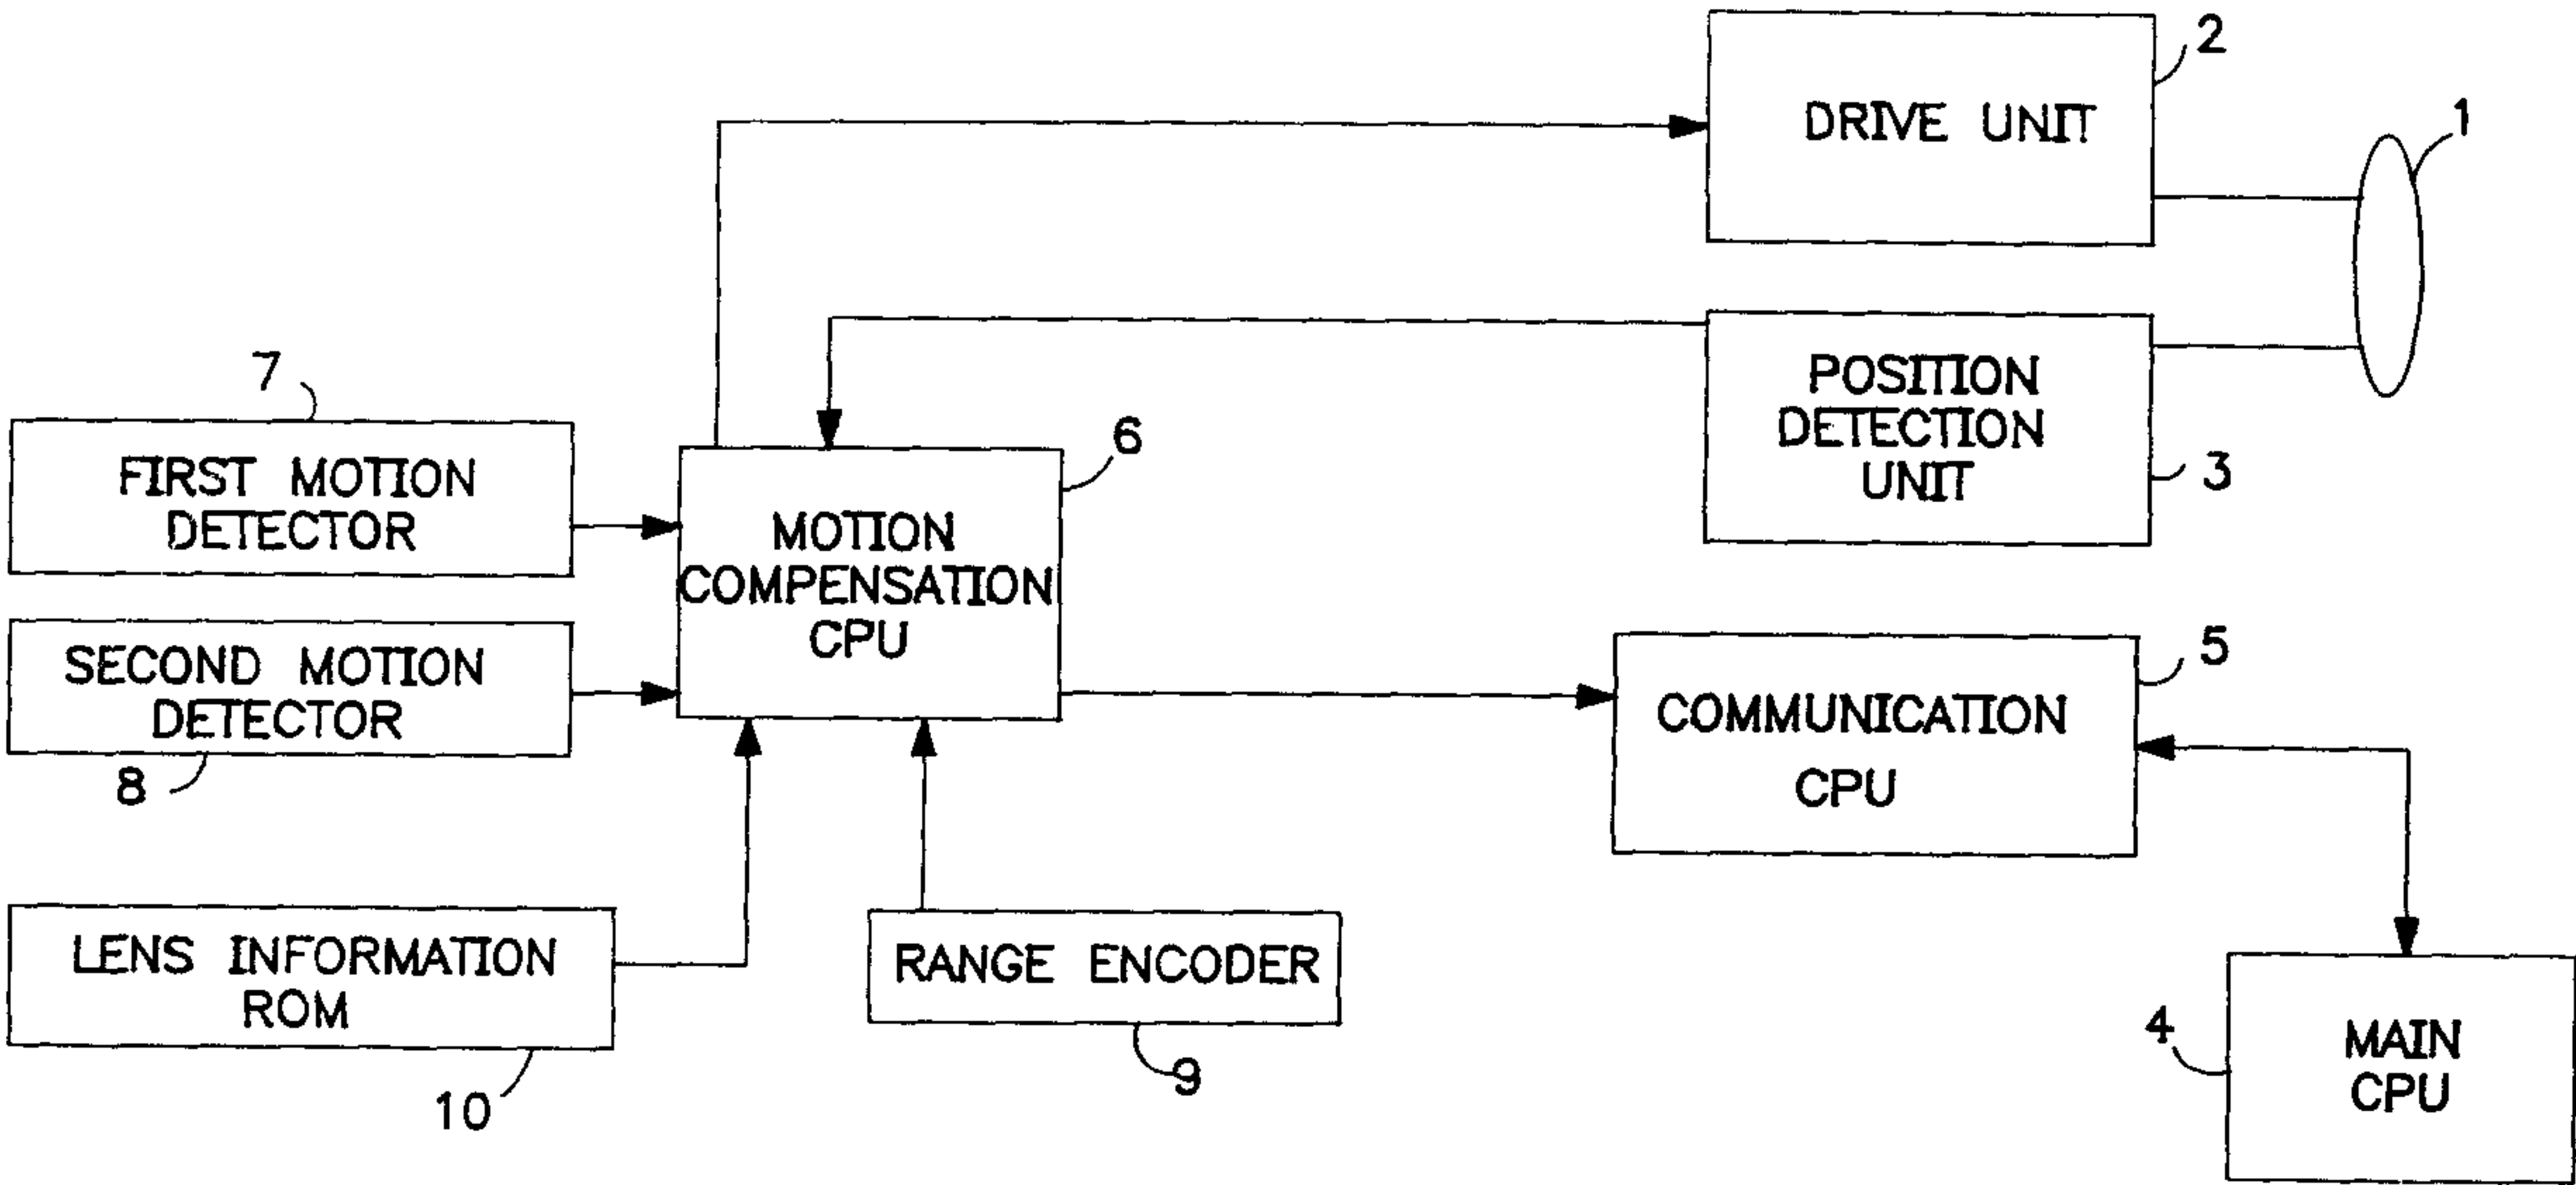 2
DRIVE UNIT
1
POSITION
DETECTION
UNIT
3
7
FIRST MOTION
DETECTOR
6
MOTION
COMPENSATION
CPU
SECOND MOTION
DETECTOR
8
5
COMMUNICATION
CPU
LENS INFORMATION
ROM
10
RANGE ENCODER
9
4
MAIN
CPU